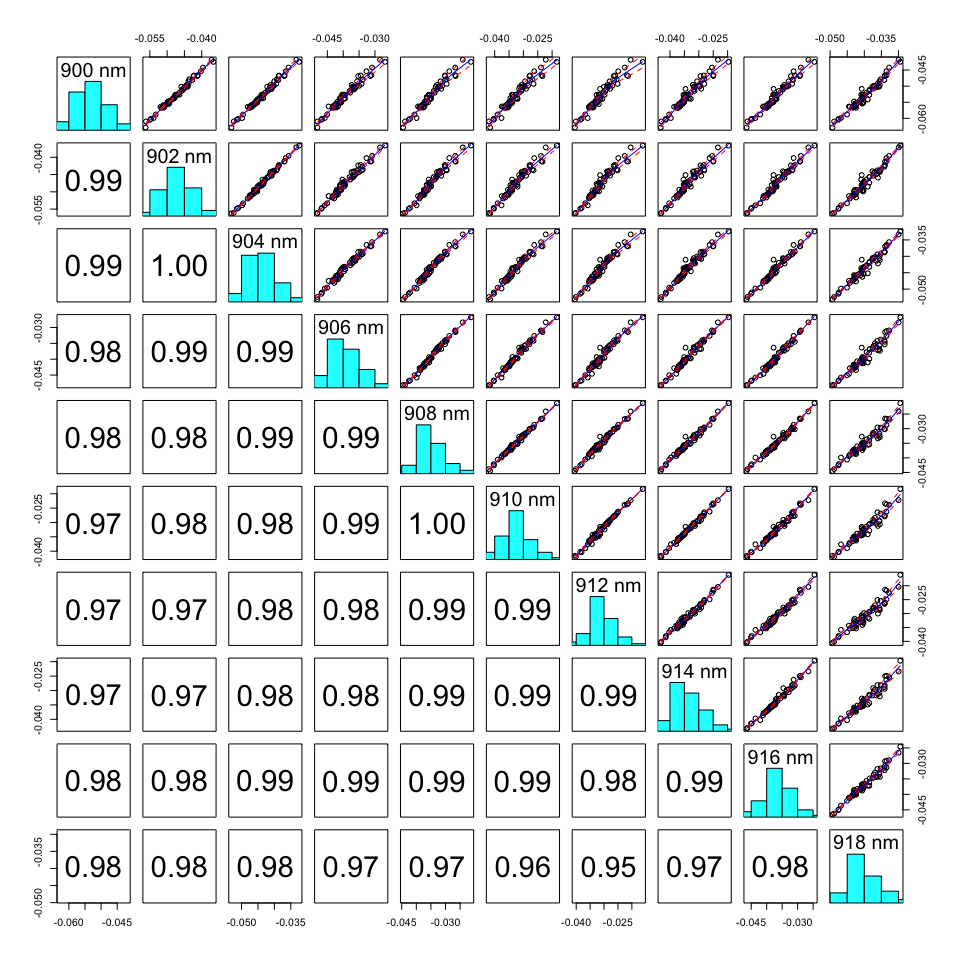 -0.055 -0.040 -0.045 -0.030 -0.040 -0.025 -0.040 -0.025 -0.050 -0.035
900 nm -0.060 -0.045
-0.055 -0.040 0.99 902 nm
0.99 1.00 904 nm -0.050 -0.035
-0.045 -0.030 0.98 0.99 0.99 906 nm
0.98 0.98 0.99 0.99 908 nm -0.045 -0.030
-0.040 -0.025 0.97 0.98 0.98 0.99 1.00 910 nm
0.97 0.97 0.98 0.98 0.99 0.99 912 nm -0.040 -0.025
-0.040 -0.025 0.97 0.97 0.98 0.98 0.99 0.99 0.99 914 nm
0.98 0.98 0.99 0.99 0.99 0.99 0.98 0.99 916 nm -0.045 -0.030
-0.050 -0.035 0.98 0.98 0.98 0.97 0.97 0.96 0.95 0.97 0.98 918 nm
-0.060 -0.045 -0.050 -0.035 -0.045 -0.030 -0.040 -0.025 -0.045 -0.030